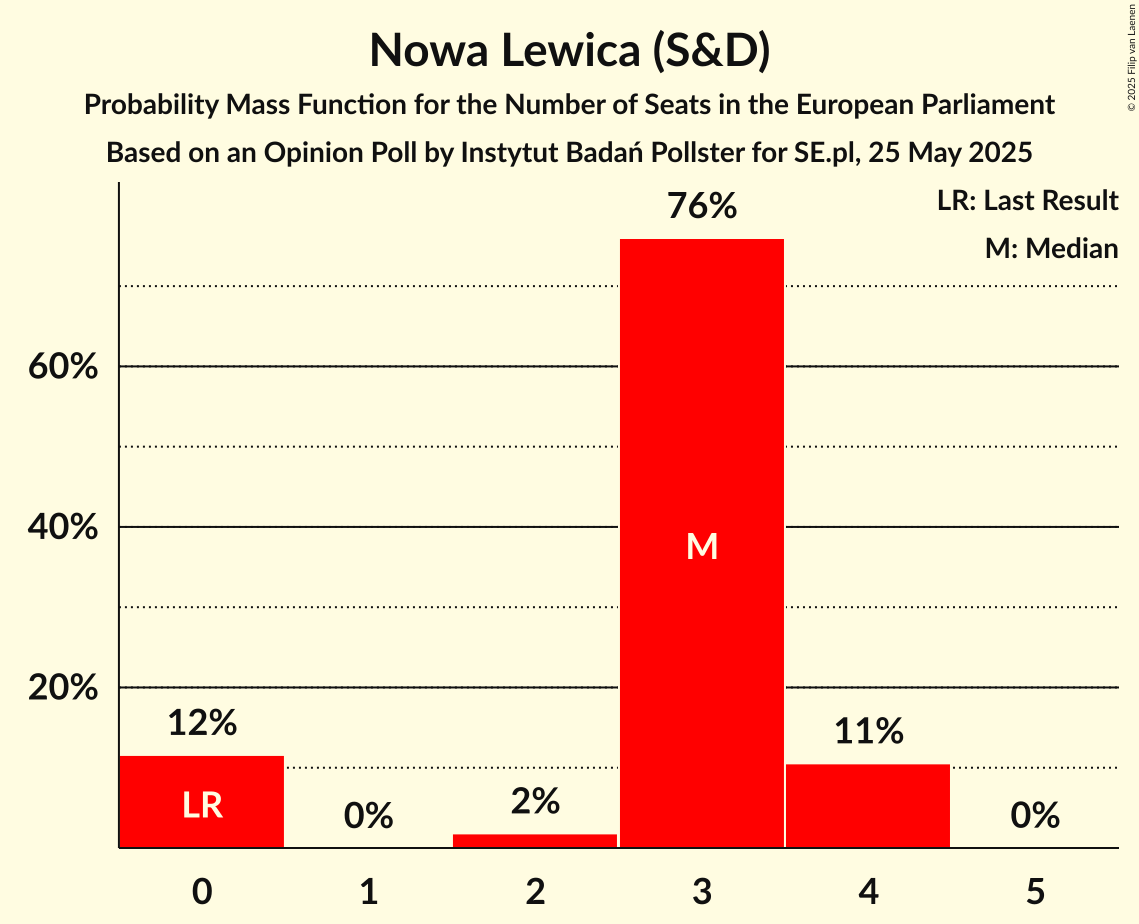 Nowa Lewica (S&D)
Probability Mass Function for the Number of Seats in the European Parliament
Based on an Opinion Poll by Instytut Badań Pollster for SE.pl, 25 May 2025
© 2025 Filip van Laenen
LR: Last Result
M: Median
76%
60%
40%
20%
12%
0%
2%
11%
0%
M
LR
0 1 2 3 4 5